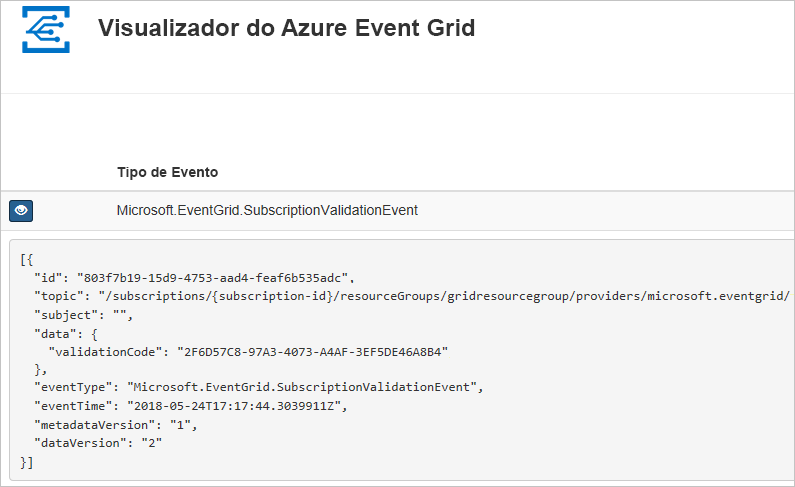 Visualizador do Azure Event Grid
Tipo de Evento
Microsoft.EventGrid.SubscriptionValidationEvent
[{
  "id": "803f7b19-15d9-4753-aad4-feaf6b535adc",
  "topic": "/subscriptions/{subscription-id}/resourceGroups/gridresourcegroup/providers/microsoft.eventgrid/
  "subject": "",
  "data": {
    "validationCode": "2F6D57C8-97A3-4073-A4AF-3EF5DE46A8B4"
  },
  "eventType": "Microsoft.EventGrid.SubscriptionValidationEvent",
  "eventTime": "2018-05-24T17:17:44.3039911Z",
  "metadataVersion": "1",
  "dataVersion": "2"
}]